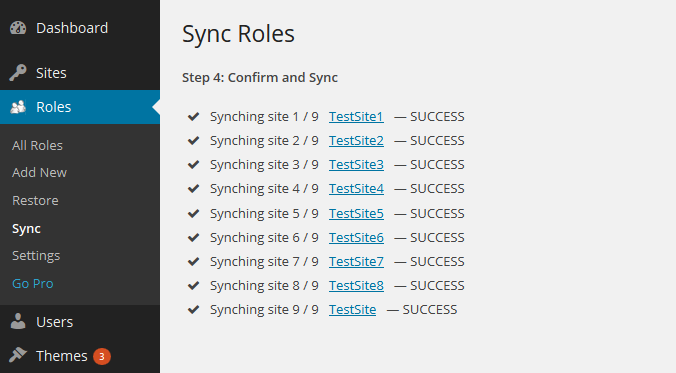 Dashboard
Sites
Roles
All Roles
Add New
Restore
Sync
Settings
Go Pro
Users
Themes 3
Sync Roles
Step 4: Confirm and Sync
Synching site 1 / 9 TestSite1 — SUCCESS
Synching site 2 / 9 TestSite2 — SUCCESS
Synching site 3 / 9 TestSite3 — SUCCESS
Synching site 4 / 9 TestSite4 — SUCCESS
Synching site 5 / 9 TestSite5 — SUCCESS
Synching site 6 / 9 TestSite6 — SUCCESS
Synching site 7 / 9 TestSite7 — SUCCESS
Synching site 8 / 9 TestSite8 — SUCCESS
Synching site 9 / 9 TestSite — SUCCESS